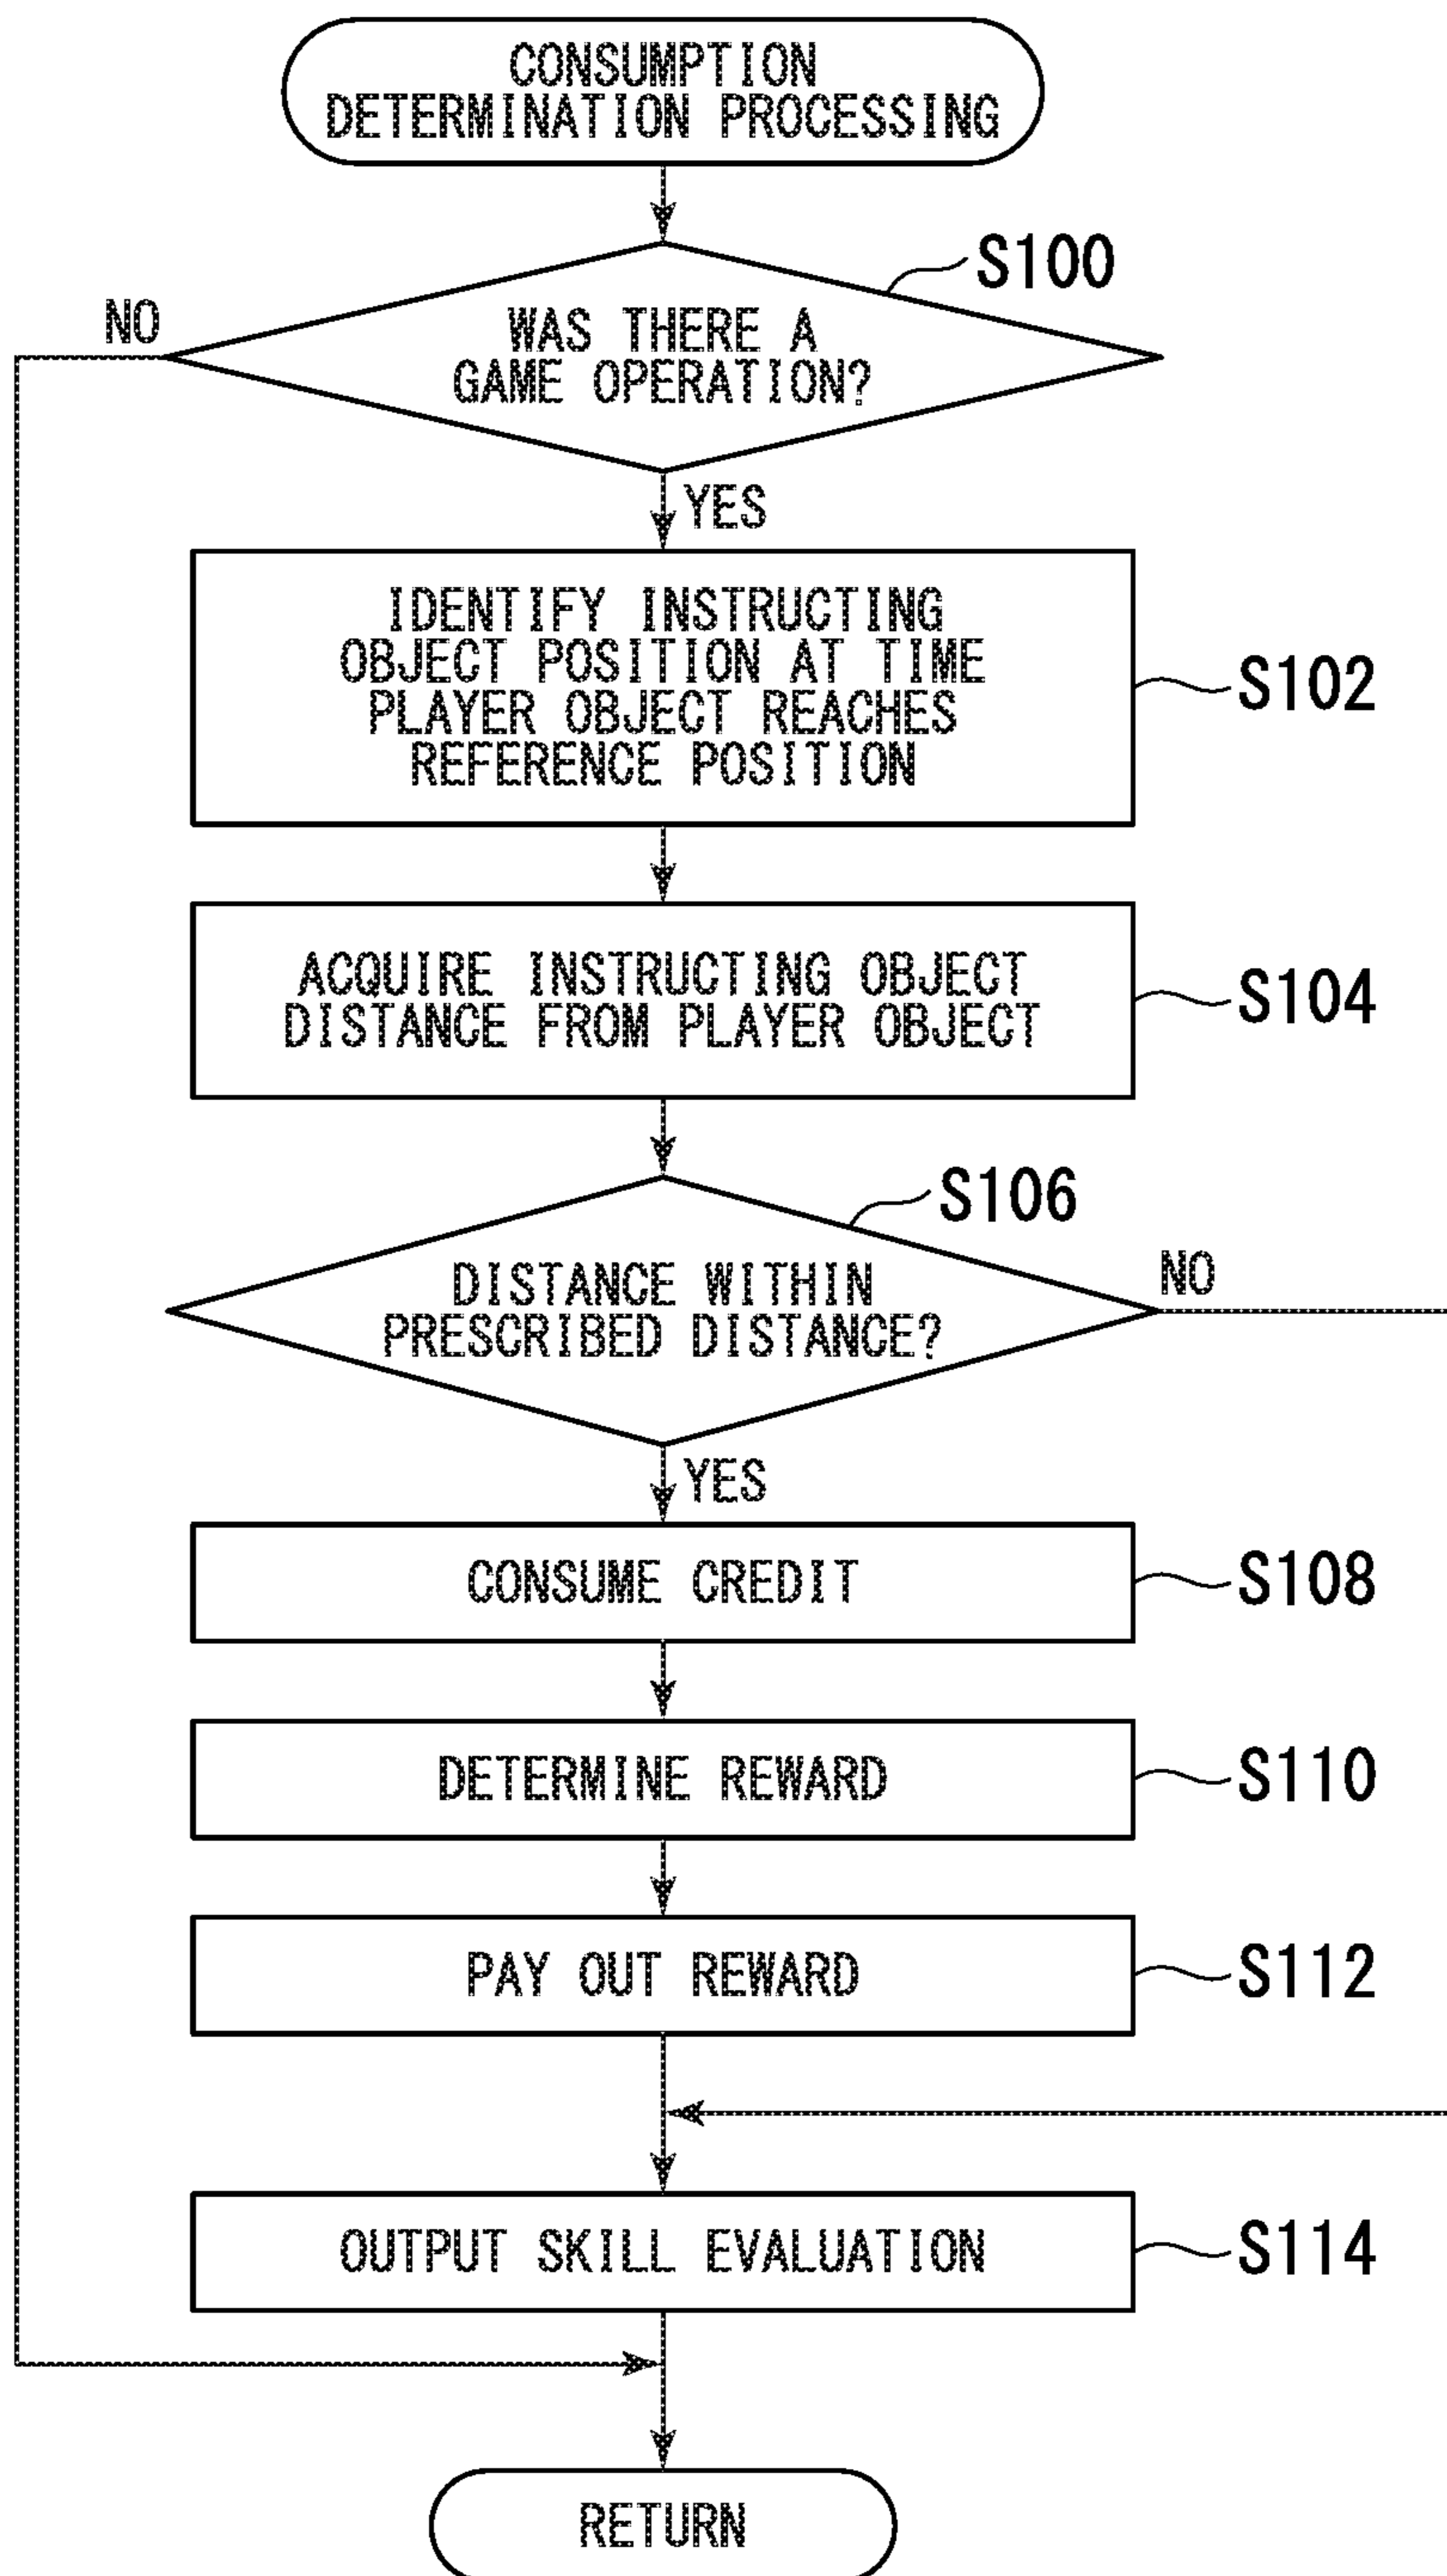 CONSUMPTION
DETERMINATION PROCESSING
S100
NO
WAS THERE A
GAME OPERATION?
YES
IDENTIFY INSTRUCTING
OBJECT POSITION AT TIME
PLAYER OBJECT REACHES
REFERENCE POSITION
S102
ACQUIRE INSTRUCTING OBJECT
DISTANCE FROM PLAYER OBJECT
S104
S106
DISTANCE WITHIN
PRESCRIBED DISTANCE?
NO
YES
CONSUME CREDIT
S108
DETERMINE REWARD
S110
PAY OUT REWARD
S112
OUTPUT SKILL EVALUATION
S114
RETURN